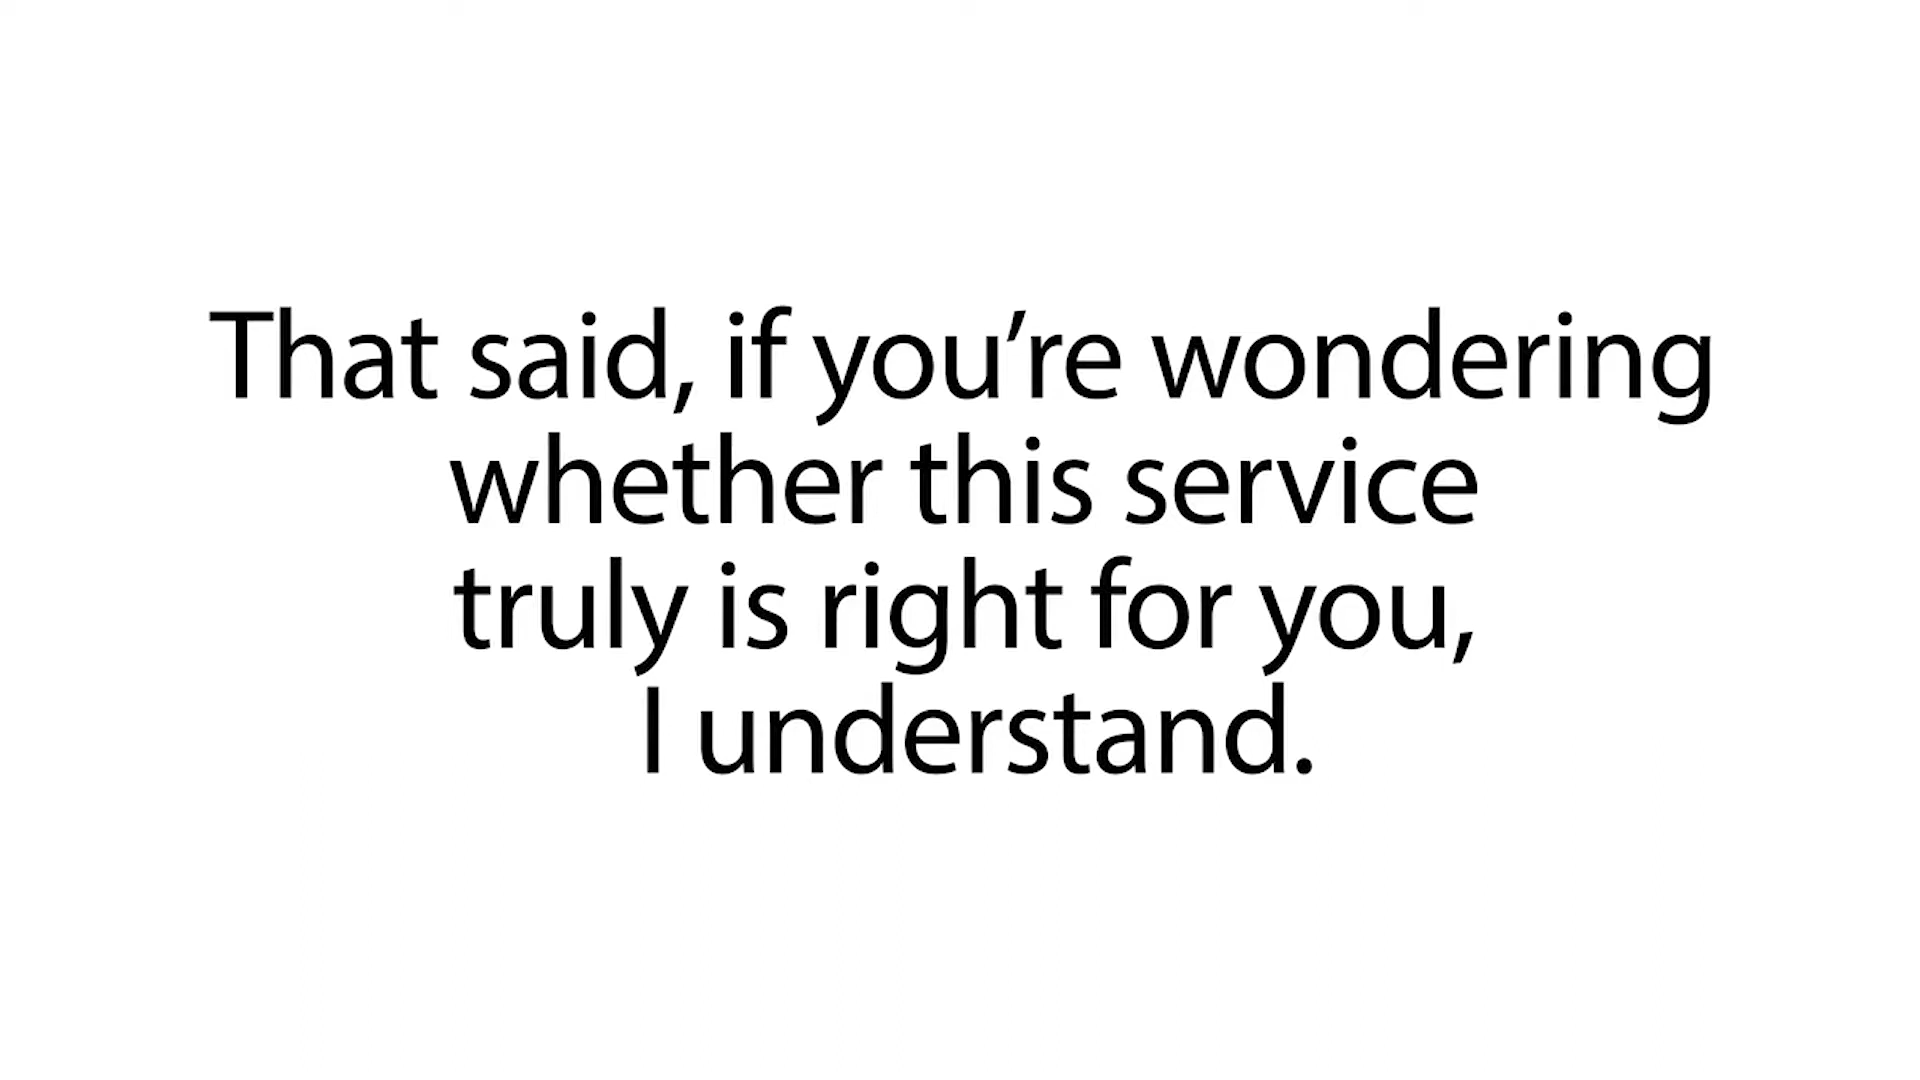 That said, if you’re wondering
whether this service
truly is right for you,
I understand.